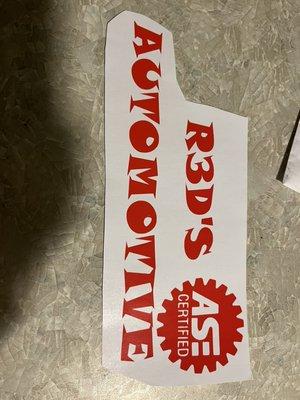 R3D'S
AUTOMOTIVE
ASE
CERTIFIED